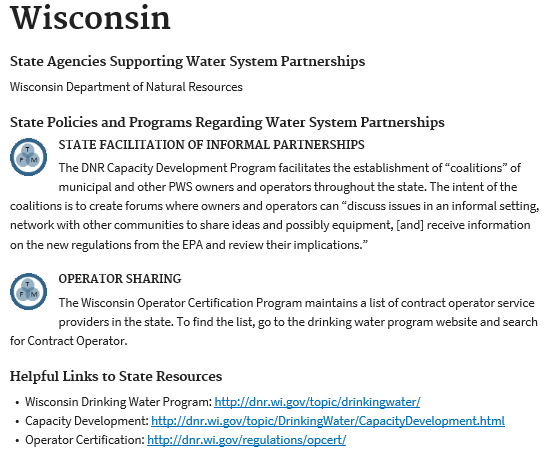 Wisconsin
State Agencies Supporting Water System Partnerships
Wisconsin Department of Natural Resources
State Policies and Programs Regarding Water System Partnerships
T
F M
STATE FACILITATION OF INFORMAL PARTNERSHIPS
The DNR Capacity Development Program facilitates the establishment of “coalitions” of
municipal and other PWS owners and operators throughout the state. The intent of the
coalitions is to create forums where owners and operators can “discuss issues in an informal setting,
network with other communities to share ideas and possibly equipment, [and] receive information
on the new regulations from the EPA and review their implications.”
T
F M
OPERATOR SHARING
The Wisconsin Operator Certification Program maintains a list of contract operator service
providers in the state. To find the list, go to the drinking water program website and search
for Contract Operator.
Helpful Links to State Resources
• Wisconsin Drinking Water Program: http://dnr.wi.gov/topic/drinkingwater/
• Capacity Development: http://dnr.wi.gov/topic/DrinkingWater/CapacityDevelopment.html
• Operator Certification: http://dnr.wi.gov/regulations/opcert/